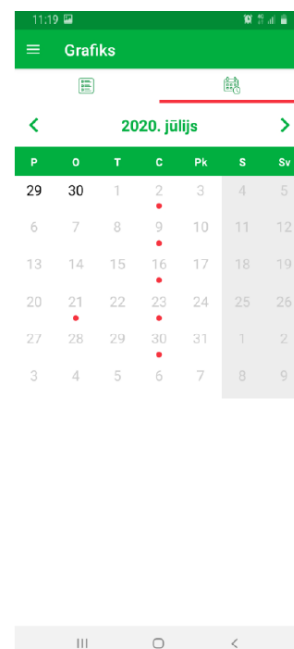 11:19
Grafiks
2020. jūlijs
P O T C Pk S Sv
29 30 1 2 3 4 5
6 7 8 9 10 11 12
13 14 15 16 17 18 19
20 21 22 23 24 25 26
27 28 29 30 31 1 2
3 4 5 6 7 8 9